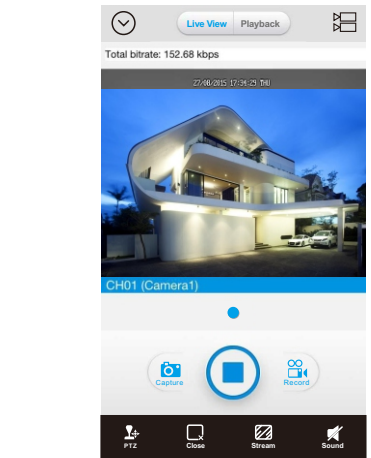 Live View Playback
Total bitrate: 152.68 kbps
27/08/2015 17:34:29 THU
CH01 (Camera1)
Capture
Record
PTZ Close Stream Sound